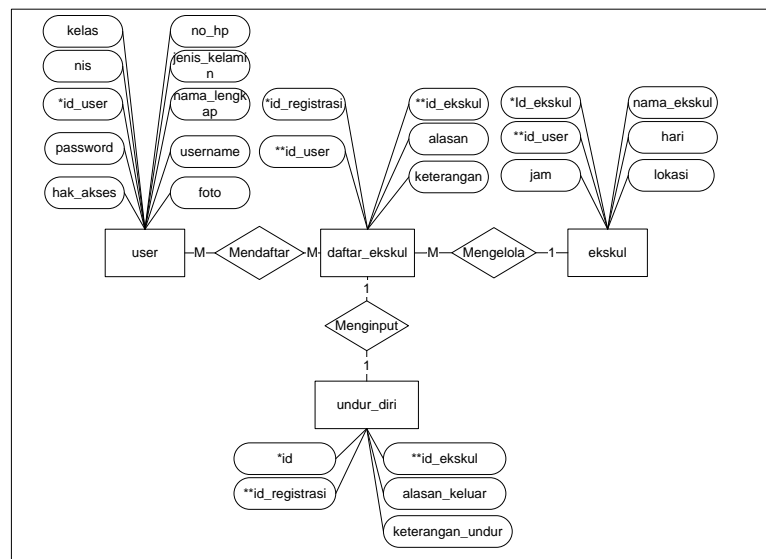 kelas
no_hp
nis
jenis_kelami
n
*id_user
nama_lengk
ap
password
username
hak_akses
foto
*id_registrasi
**id_ekskul
**id_user
alasan
keterangan
*Id_ekskul
nama_ekskul
**id_user
hari
jam
lokasi
user
M
Mendaftar
M
daftar_ekskul
M
Mengelola
1
ekskul
1
Menginput
1
undur_diri
*id
**id_ekskul
**id_registrasi
alasan_keluar
keterangan_undur